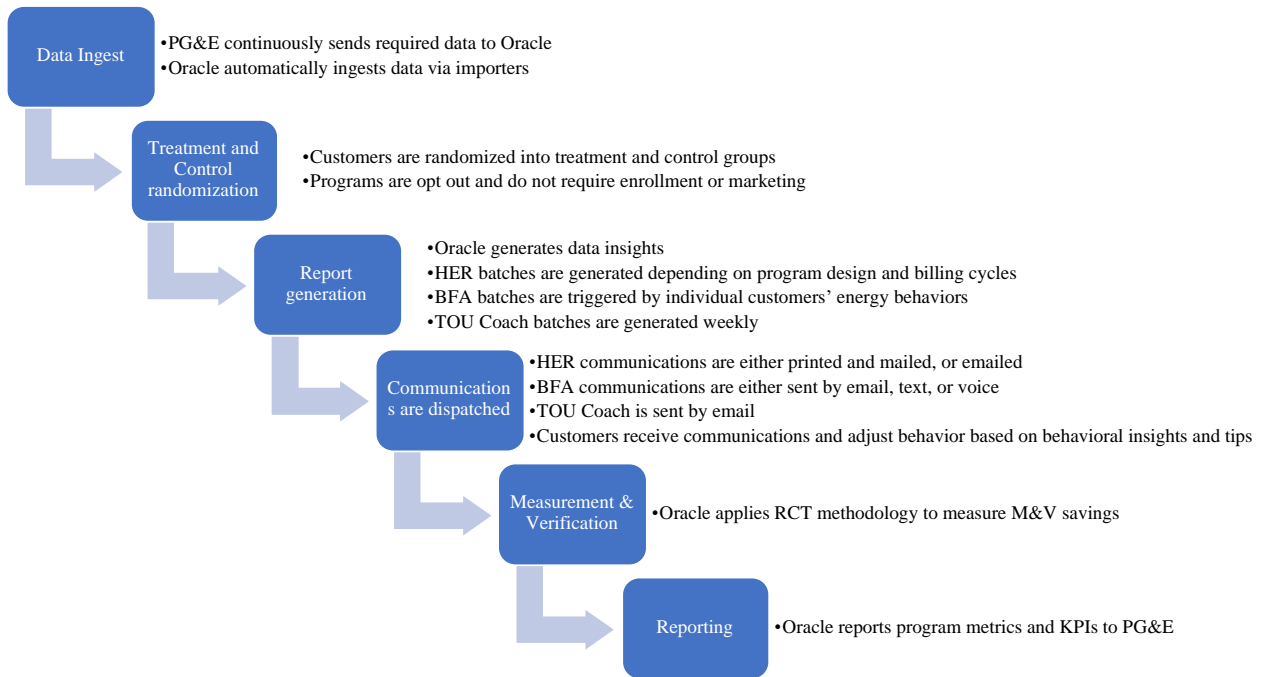 Data Ingest
•PG&E continuously sends required data to Oracle
•Oracle automatically ingests data via importers
Treatment and
Control
randomization
•Customers are randomized into treatment and control groups
•Programs are opt out and do not require enrollment or marketing
Report
generation
•Oracle generates data insights
•HER batches are generated depending on program design and billing cycles
•BFA batches are triggered by individual customers’ energy behaviors
•TOU Coach batches are generated weekly
Communication
s are dispatched
•HER communications are either printed and mailed, or emailed
•BFA communications are either sent by email, text, or voice
•TOU Coach is sent by email
•Customers receive communications and adjust behavior based on behavioral insights and tips
Measurement &
Verification
•Oracle applies RCT methodology to measure M&V savings
Reporting
•Oracle reports program metrics and KPIs to PG&E